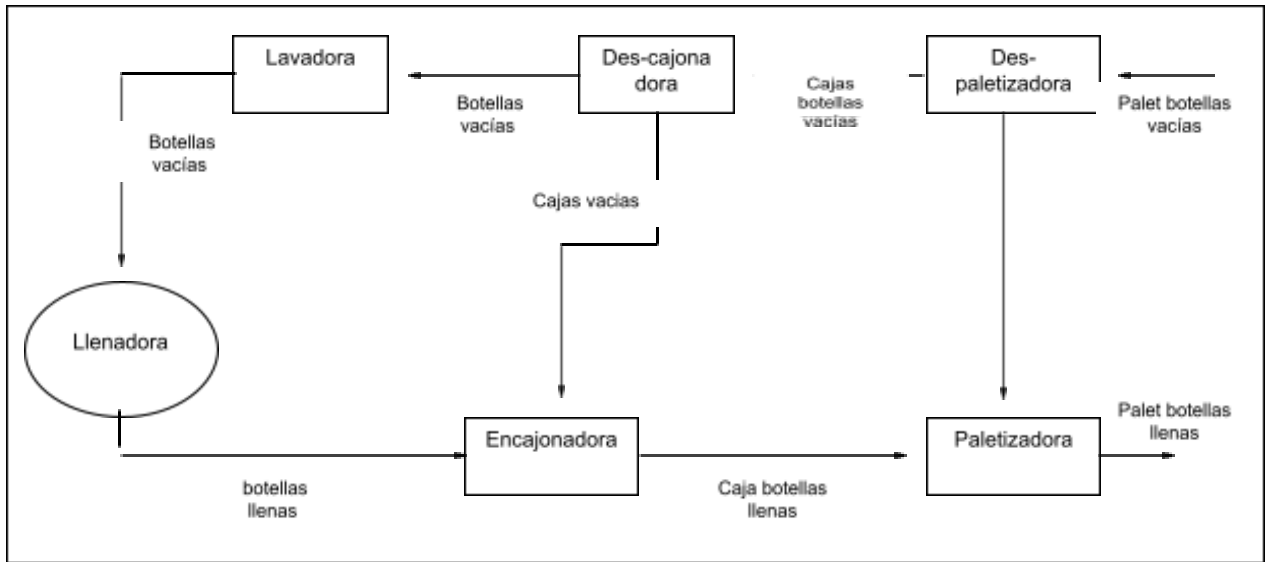 Lavadora
Des-cajona
dora
Des-
paletizadora
Botellas
vacías
Cajas
botellas
vacías
Palet botellas
vacías
Botellas
vacías
Cajas vacias
Llenadora
Encajonadora
Paletizadora
Palet botellas
llenas
botellas
llenas
Caja botellas
llenas